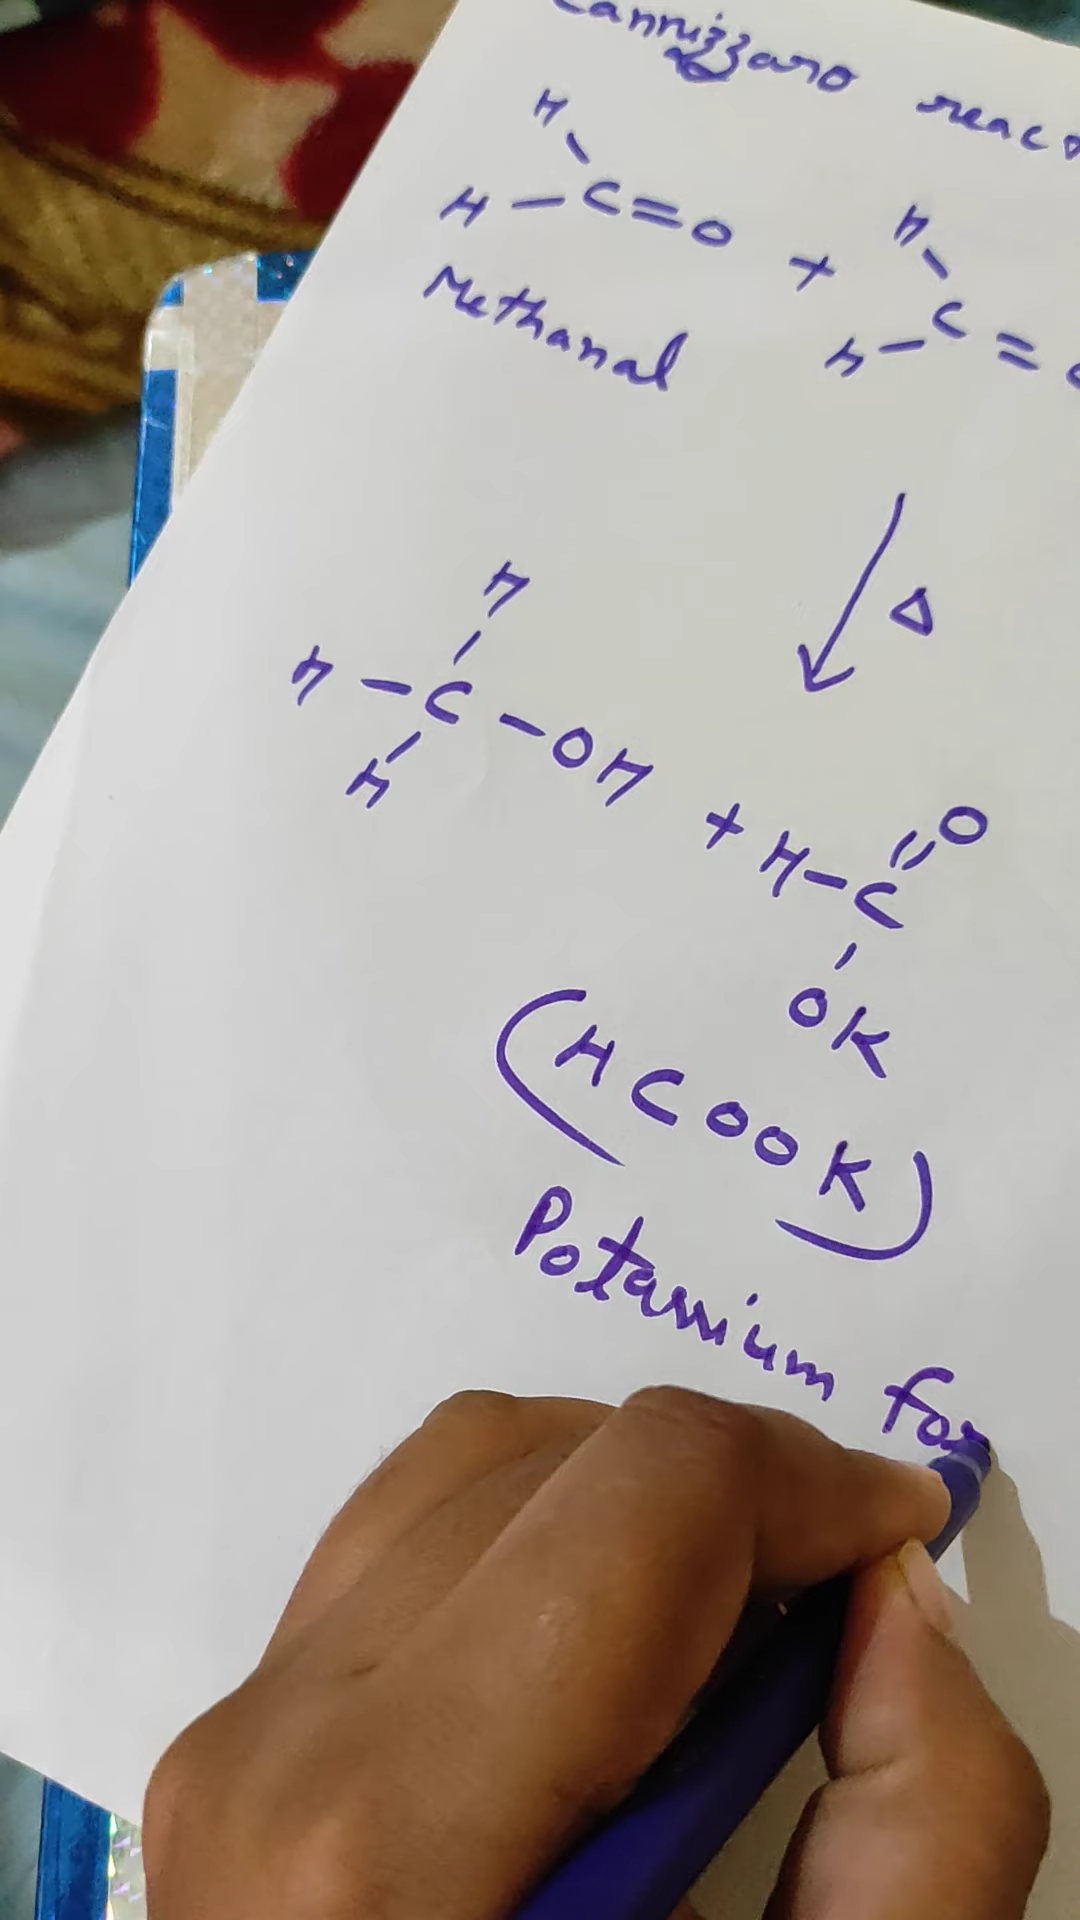 Cannizzaro reac
H H
H - C = O + H - C =
Methanal
Δ
H
H - C - OH + H - C = O
H OK
(HCOOK)
Potassium for